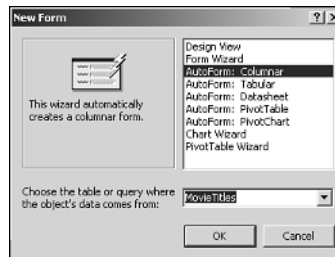 New Form
Design View
Form Wizard
AutoForm: Columnar
AutoForm: Tabular
AutoForm: Datasheet
AutoForm: PivotTable
AutoForm: PivotChart
Chart Wizard
PivotTable Wizard
This wizard automatically
creates a columnar form.
Choose the table or query where
the object's data comes from:
MovieTitles
OK
Cancel